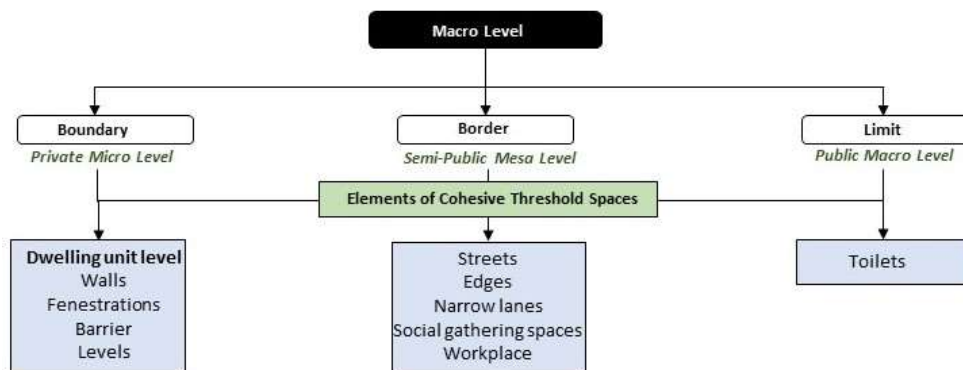 Macro Level
Boundary
Private Micro Level
Border
Semi-Public Mesa Level
Limit
Public Macro Level
Elements of Cohesive Threshold Spaces
Dwelling unit level
Walls
Fenestrations
Barrier
Levels
Streets
Edges
Narrow lanes
Social gathering spaces
Workplace
Toilets